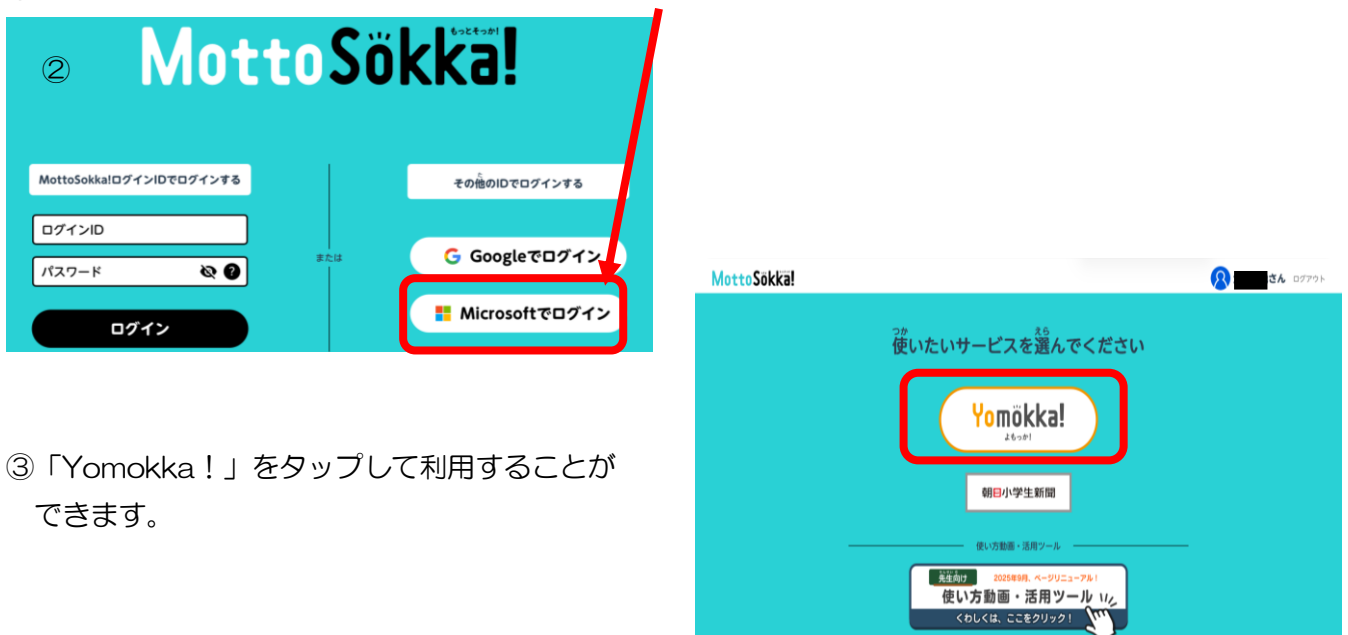 ②
もっとそっか!
MottoSokka!
MottoSokka!ログインIDでログインする
ログインID
パスワード
ログイン
または
た
その他のIDでログインする
Googleでログイン
Microsoftでログイン
③「Yomokka！」をタップして利用することが
できます。
MottoSokka!
さん ログアウト
つか えら
使いたいサービスを選んでください
Yomokka!
よもっか!
朝日小学生新聞
使い方動画・活用ツール
先生向け 2025年9月、ページリニューアル!
使い方動画・活用ツール
くわしくは、ここをクリック!